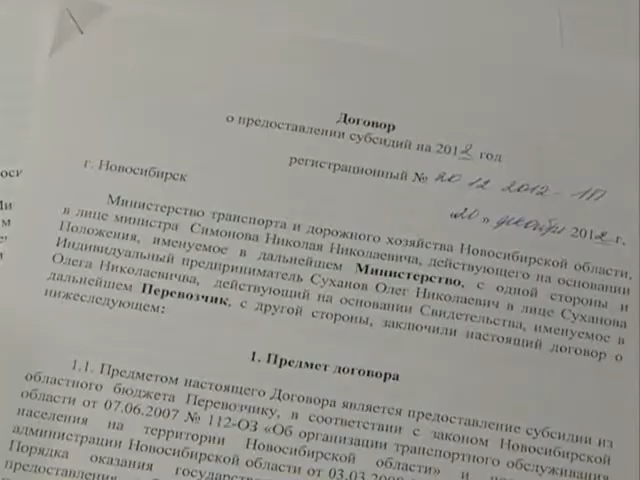 Договор
о предоставлении субсидий на 2012 год
г. Новосибирск
регистрационный № 20 12 2012 - 1П
«20» декабря 2012 г.
Министерство транспорта и дорожного хозяйства Новосибирской области,
в лице министра Симонова Николая Николаевича, действующего на основании
Положения, именуемое в дальнейшем Министерство, с одной стороны и
Индивидуальный предприниматель Суханов Олег Николаевич в лице Суханова
Олега Николаевичва, действующий на основании Свидетельства, именуемое в
дальнейшем Перевозчик, с другой стороны, заключили настоящий договор о
нижеследующем:
1. Предмет договора
1.1. Предметом настоящего Договора является предоставление субсидии из
областного бюджета Перевозчику, в соответствии с законом Новосибирской
области от 07.06.2007 № 112-ОЗ «Об организации транспортного обслуживания
населения на территории Новосибирской области» и
администрации Новосибирской области от 03.03.
Порядка оказания
предоставления